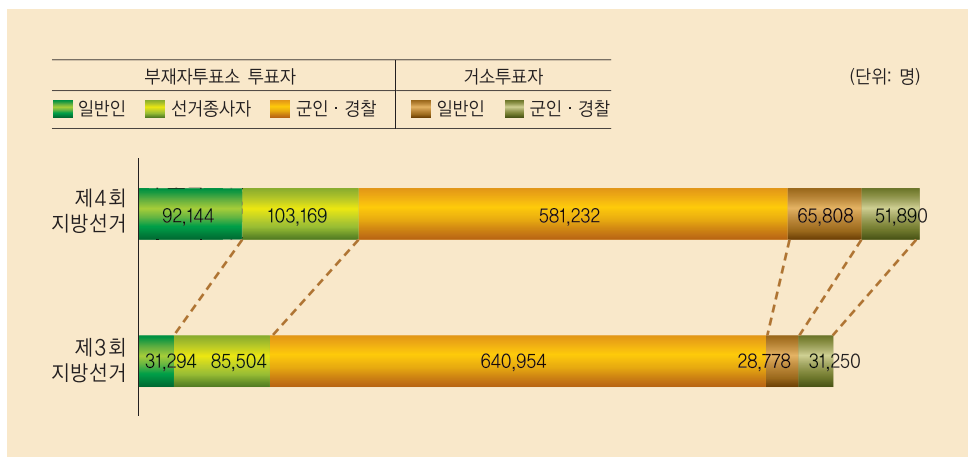 부재자투표소 투표자 거소투표자 (단위: 명)
일반인 선거종사자 군인 · 경찰 일반인 군인 · 경찰
제4회
지방선거
92,144 103,169 581,232 65,808 51,890
제3회
지방선거
31,294 85,504 640,954 28,778 31,250